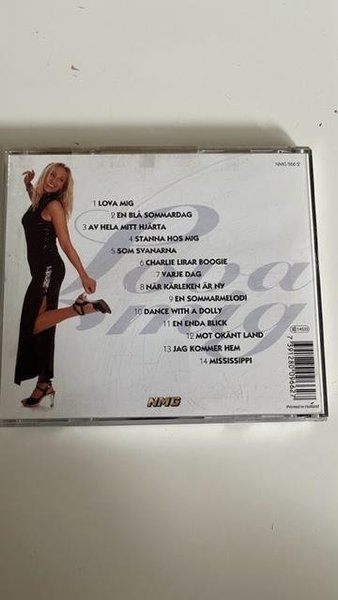 NMG 966 2
1 LOVA MIG
2 EN BLÅ SOMMARDAG
3 AV HELA MITT HJÄRTA
4 STANNA HOS MIG
5 SOM SVANARNA
6 CHARLIE LIRAR BOOGIE
7 VARJE DAG
8 NÄR KÄRLEKEN ÄR NY
9 EN SOMMARMELODI
10 DANCE WITH A DOLLY
11 EN ENDA BLICK
12 MOT OKÄNT LAND
13 JAG KOMMER HEM
14 MISSISSIPPI
Lova mig
7391280096627
Printed in Holland
NMG